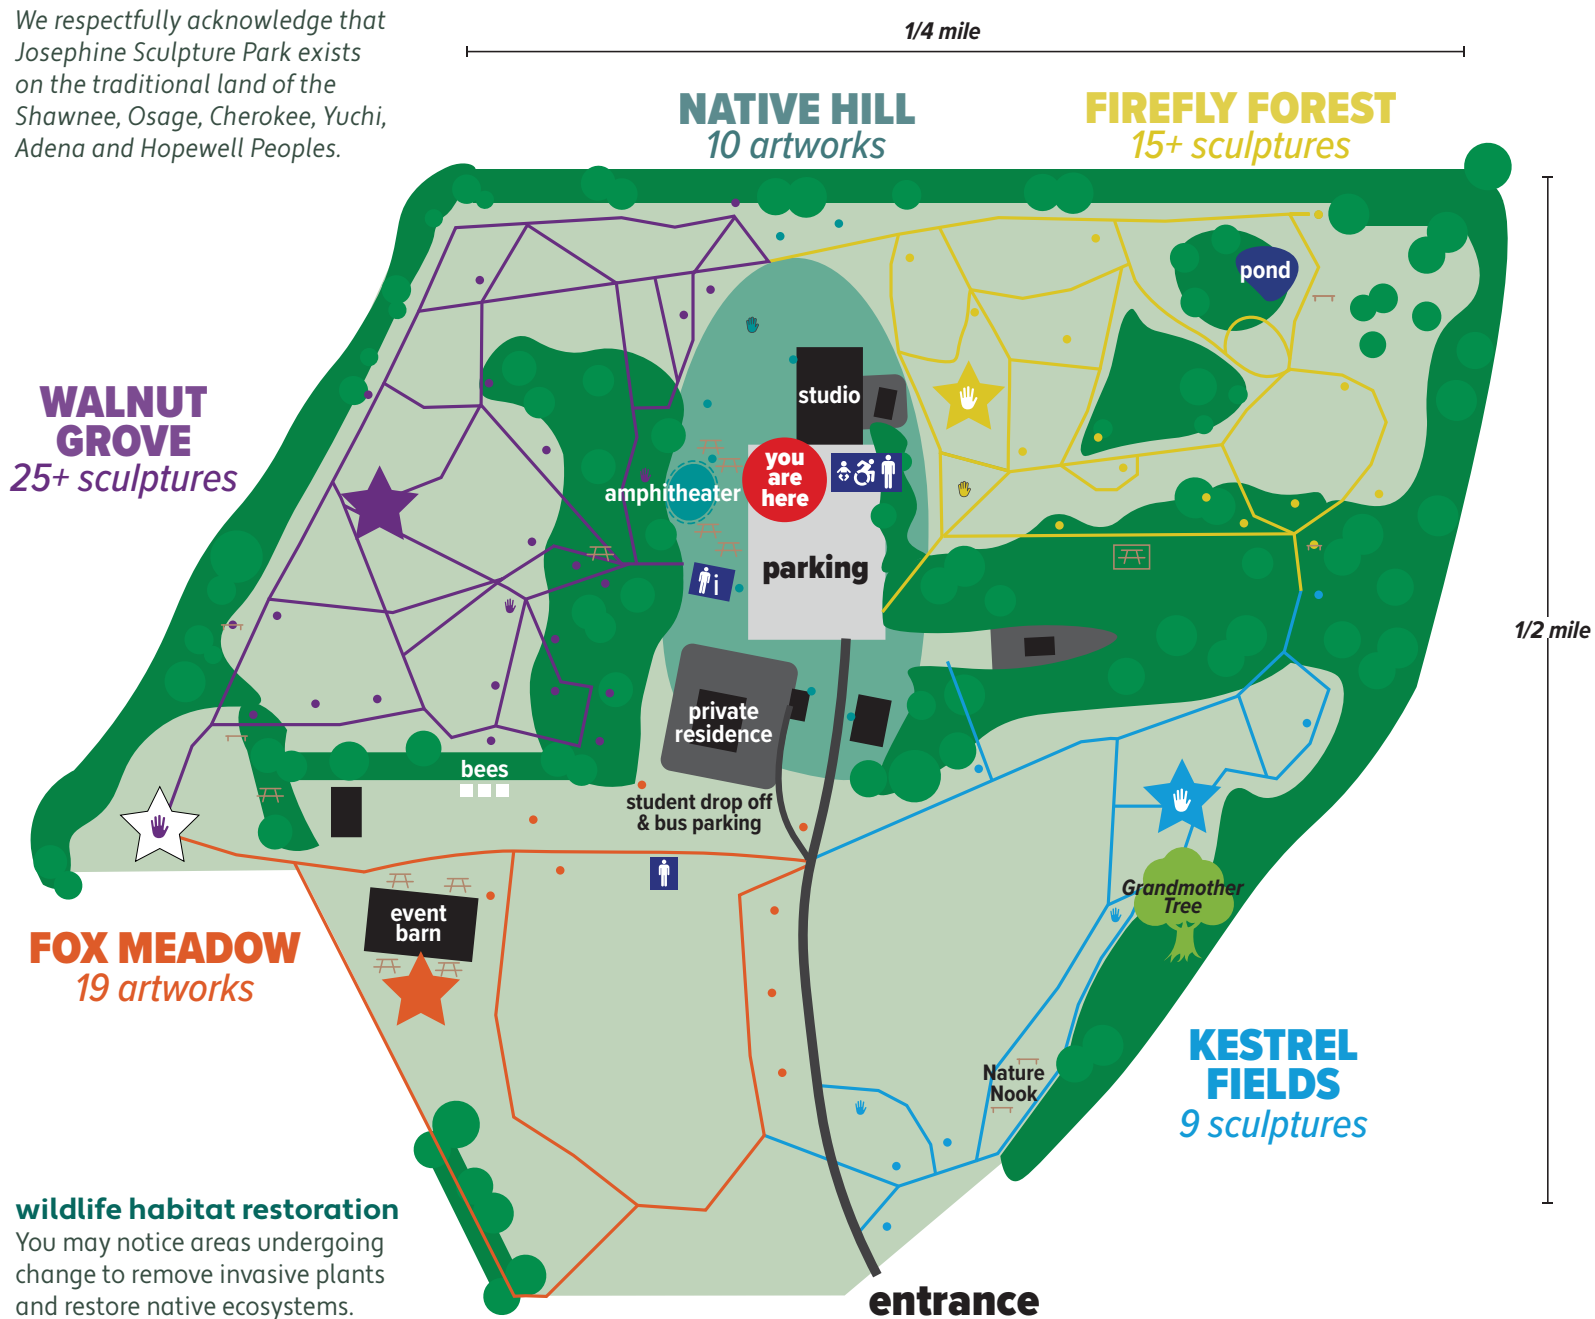 We respectfully acknowledge that
Josephine Sculpture Park exists
on the traditional land of the
Shawnee, Osage, Cherokee, Yuchi,
Adena and Hopewell Peoples.
1/4 mile
NATIVE HILL
10 artworks
FIREFLY FOREST
15+ sculptures
pond
WALNUT
GROVE
25+ sculptures
studio
you
are
here
amphitheater
parking
i
1/2 mile
private
residence
bees
student drop off
& bus parking
Grandmother
Tree
event
barn
FOX MEADOW
19 artworks
KESTREL
FIELDS
9 sculptures
Nature
Nook
wildlife habitat restoration
You may notice areas undergoing
change to remove invasive plants
and restore native ecosystems.
entrance